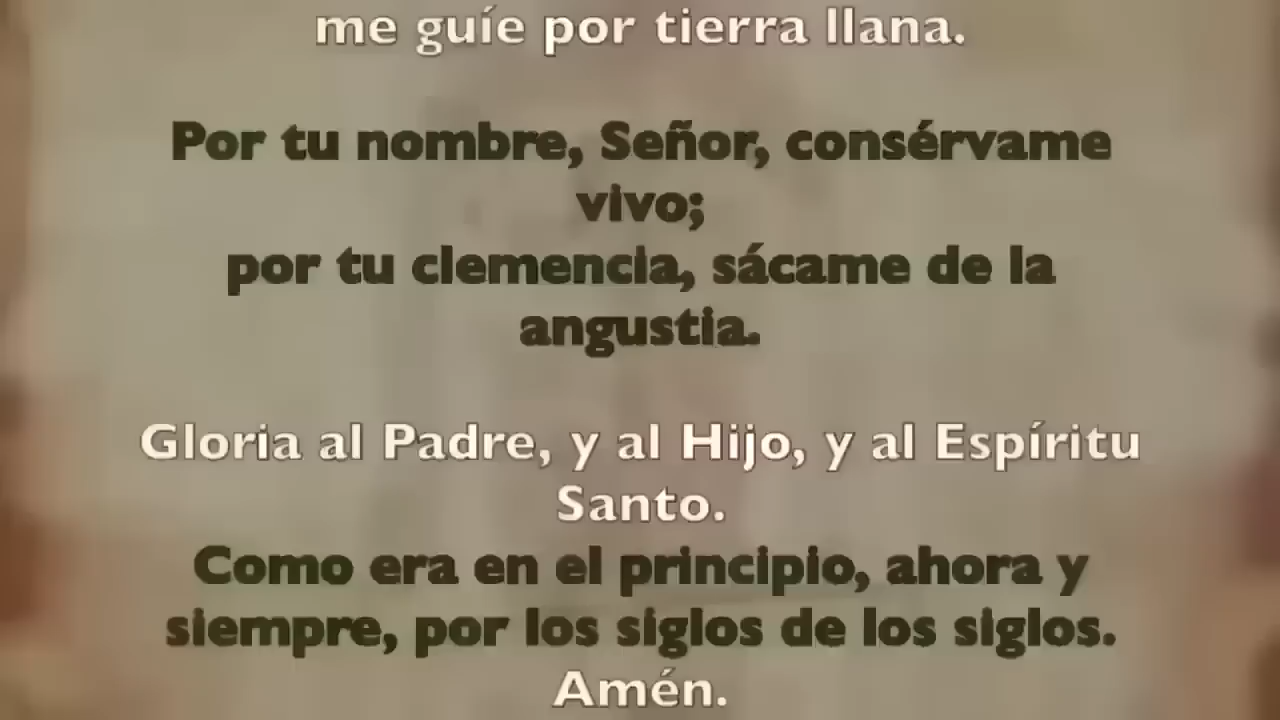 me guíe por tierra llana.
Por tu nombre, Señor, consérvame
vivo;
por tu clemencia, sácame de la
angustia.
Gloria al Padre, y al Hijo, y al Espíritu
Santo.
Como era en el principio, ahora y
siempre, por los siglos de los siglos.
Amén.